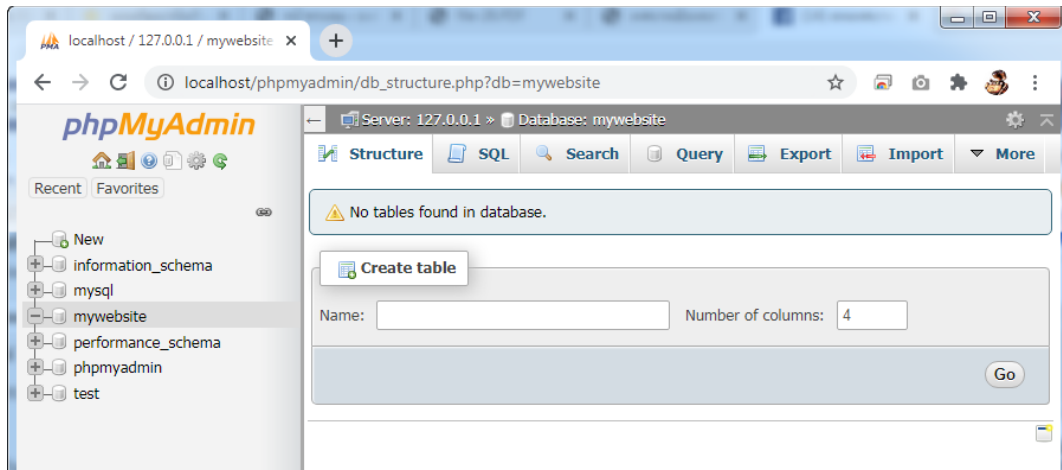 localhost / 127.0.0.1 / mywebsite
localhost/phpmyadmin/db_structure.php?db=mywebsite
phpMyAdmin
Recent Favorites
New
information_schema
mysql
mywebsite
performance_schema
phpmyadmin
test
Server: 127.0.0.1 » Database: mywebsite
Structure SQL Search Query Export Import More
No tables found in database.
Create table
Name: Number of columns: 4
Go